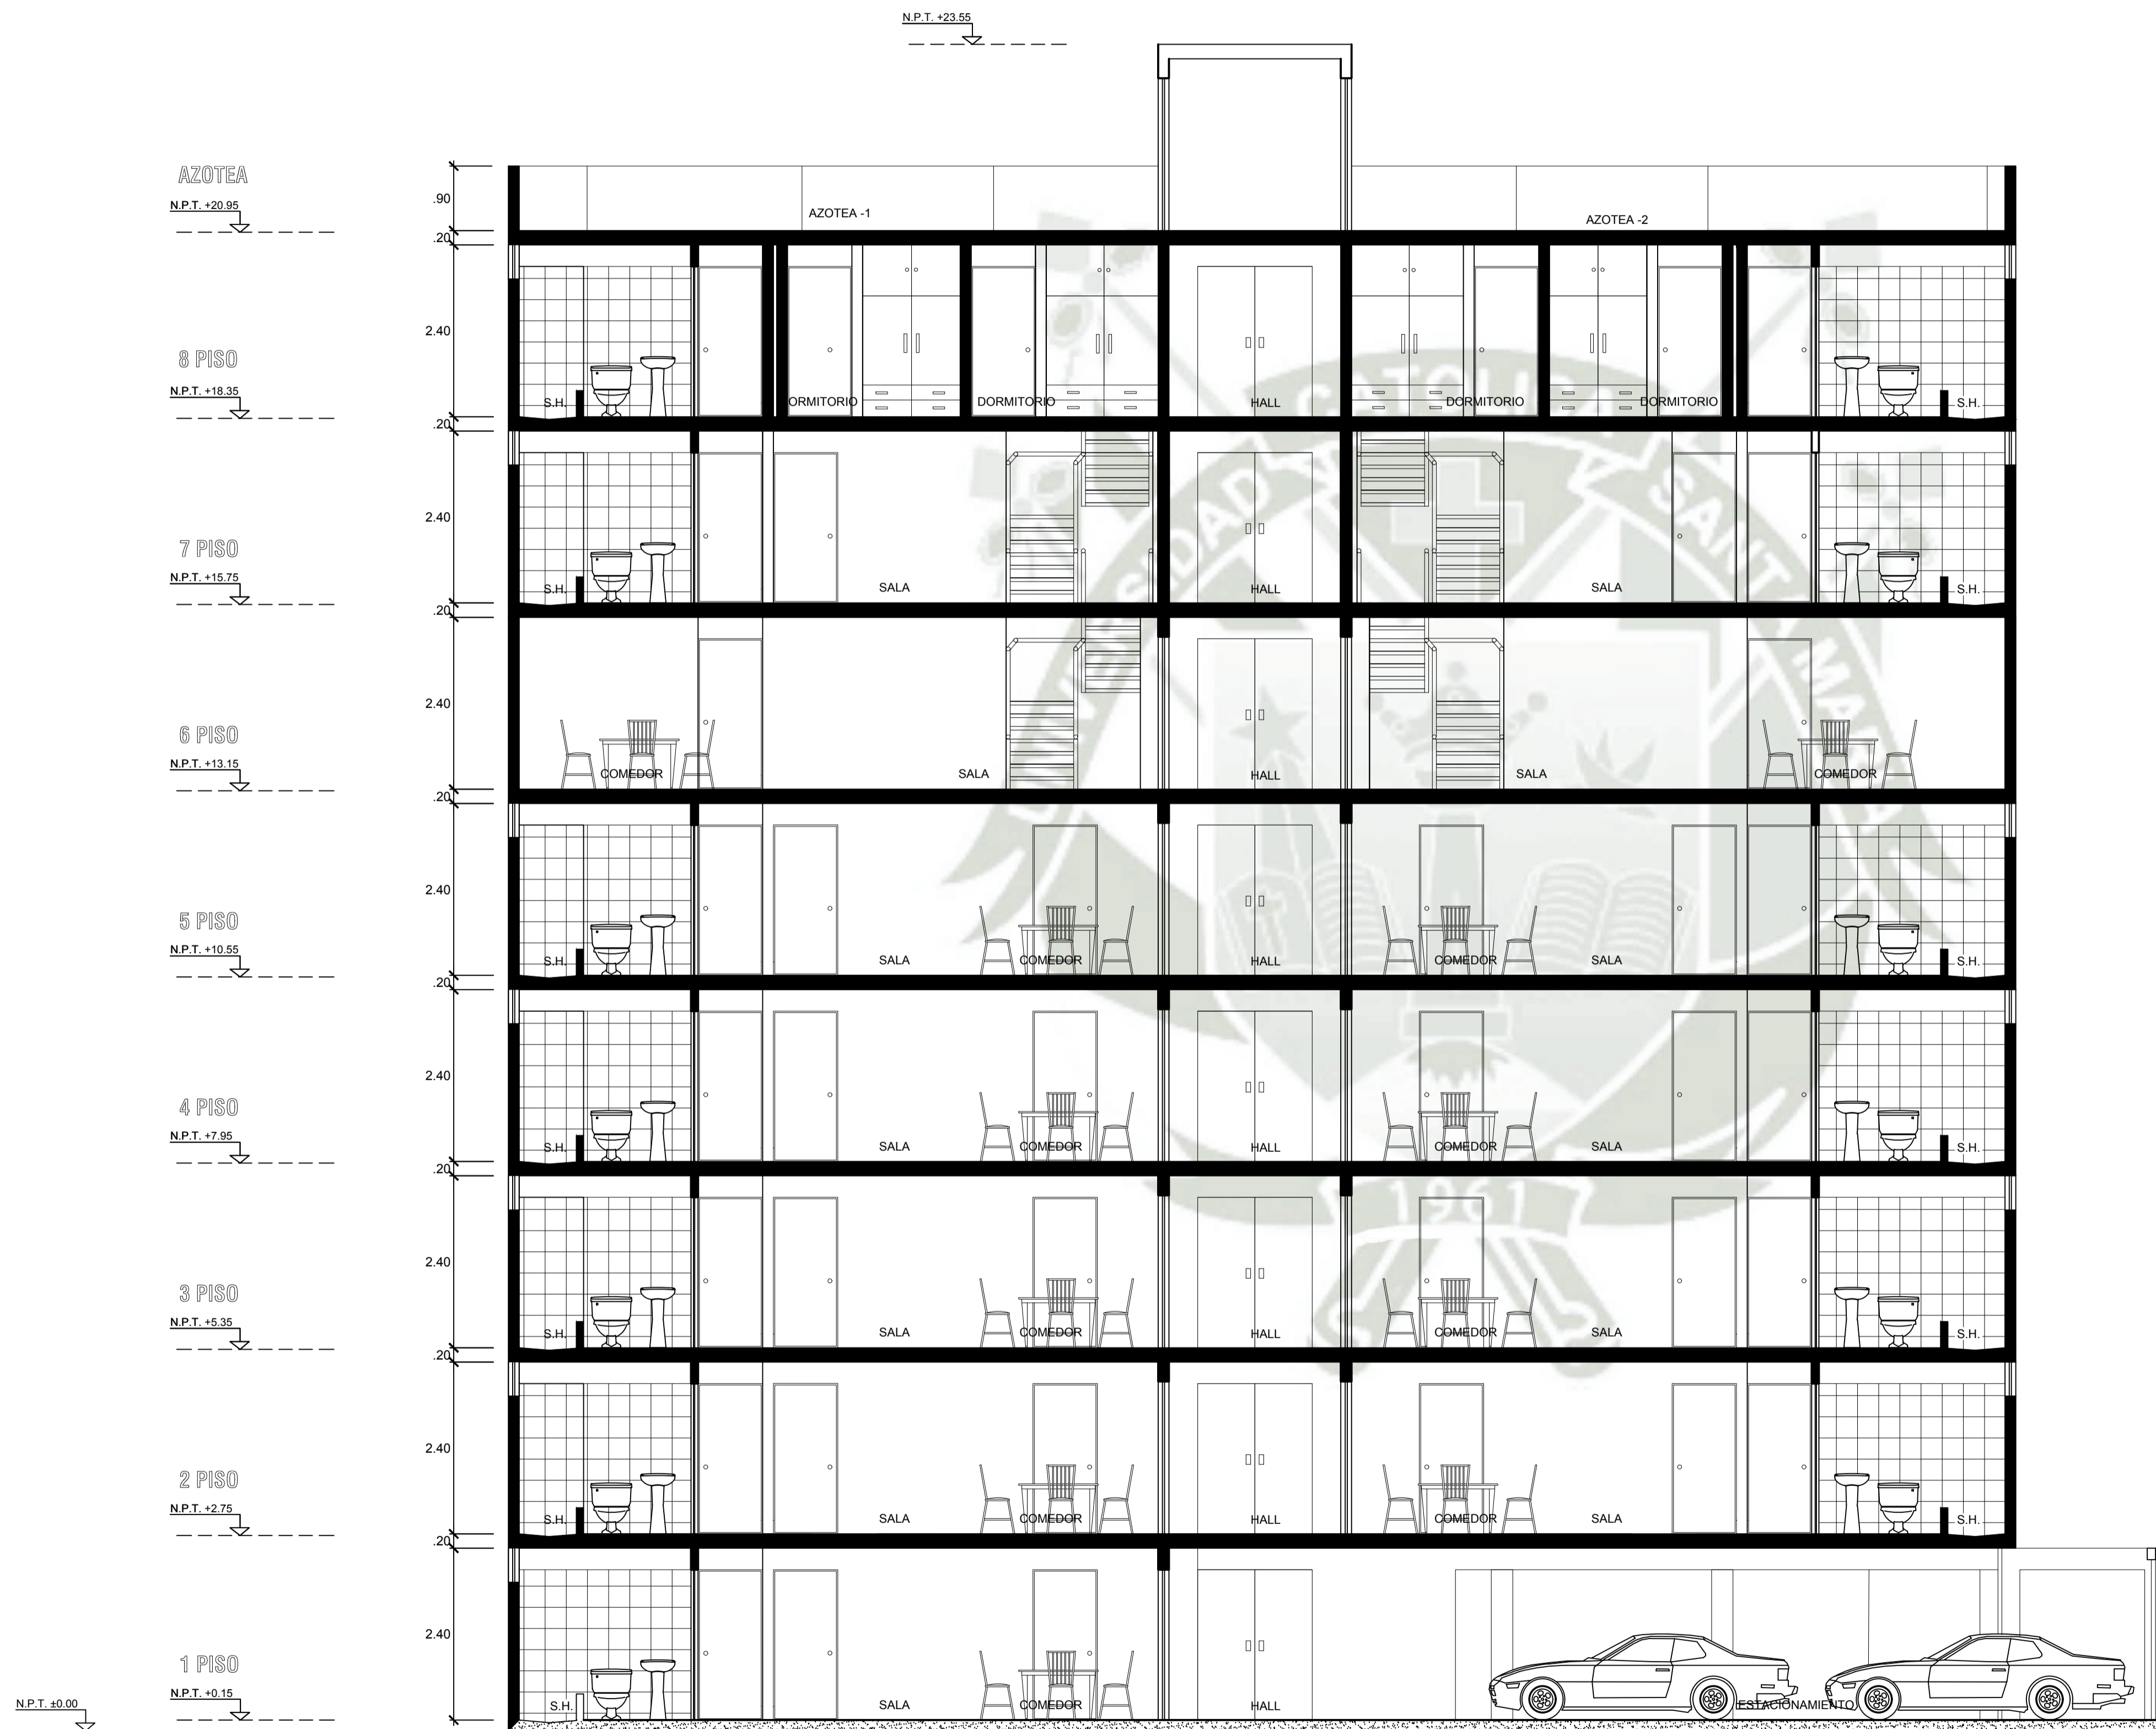 N.P.T. +23.55
AZOTEA
N.P.T. +20.95
.90
AZOTEA -1
AZOTEA -2
.20
2.40
8 PISO
N.P.T. +18.35
S.H.
ORMITORIO
DORMITORIO
HALL
DORMITORIO
DORMITORIO
S.H.
.20
2.40
7 PISO
N.P.T. +15.75
S.H.
SALA
HALL
SALA
S.H.
.20
2.40
6 PISO
N.P.T. +13.15
COMEDOR
SALA
HALL
SALA
COMEDOR
.20
2.40
5 PISO
N.P.T. +10.55
S.H.
SALA
COMEDOR
HALL
COMEDOR
SALA
S.H.
.20
2.40
4 PISO
N.P.T. +7.95
S.H.
SALA
COMEDOR
HALL
COMEDOR
SALA
S.H.
.20
2.40
3 PISO
N.P.T. +5.35
S.H.
SALA
COMEDOR
HALL
COMEDOR
SALA
S.H.
.20
2.40
2 PISO
N.P.T. +2.75
S.H.
SALA
COMEDOR
HALL
COMEDOR
SALA
S.H.
.20
2.40
1 PISO
N.P.T. +0.15
N.P.T. ±0.00
S.H.
SALA
COMEDOR
HALL
ESTACIONAMIENTO
UNIVERSIDAD CATOLICA SANTA MARIA
1961